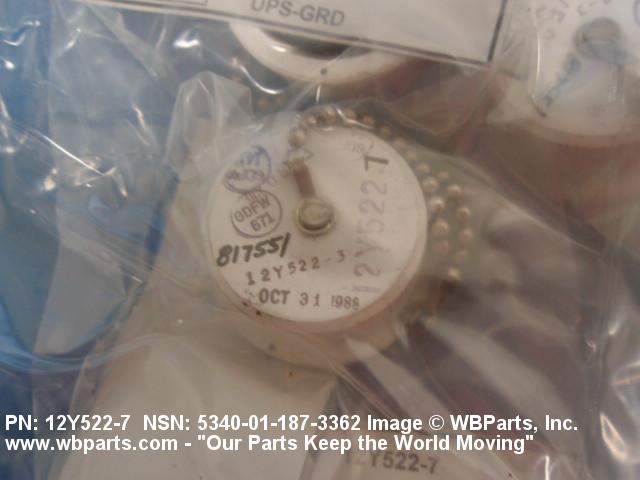 UPS-GRD
12Y522-7
ODFW
671
817551
12Y522-3
OCT 31 1988
12Y522-7
PN: 12Y522-7 NSN: 5340-01-187-3362 Image © WBParts, Inc.
www.wbparts.com - "Our Parts Keep the World Moving"